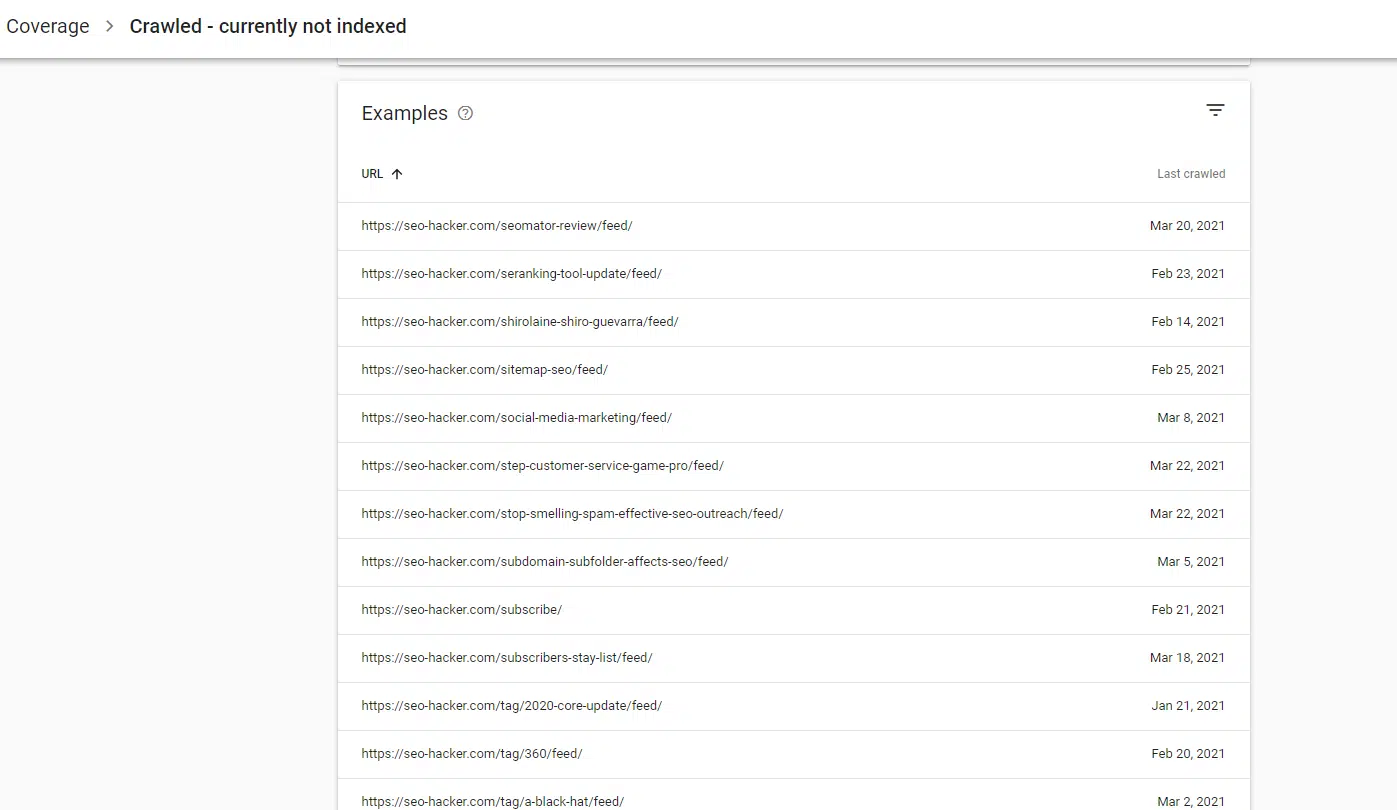 Coverage > Crawled - currently not indexed
Examples
URL Last crawled
https://seo-hacker.com/seomator-review/feed/ Mar 20, 2021
https://seo-hacker.com/seranking-tool-update/feed/ Feb 23, 2021
https://seo-hacker.com/shirolaine-shiro-guevarra/feed/ Feb 14, 2021
https://seo-hacker.com/sitemap-seo/feed/ Feb 25, 2021
https://seo-hacker.com/social-media-marketing/feed/ Mar 8, 2021
https://seo-hacker.com/step-customer-service-game-pro/feed/ Mar 22, 2021
https://seo-hacker.com/stop-smelling-spam-effective-seo-outreach/feed/ Mar 22, 2021
https://seo-hacker.com/subdomain-subfolder-affects-seo/feed/ Mar 5, 2021
https://seo-hacker.com/subscribe/ Feb 21, 2021
https://seo-hacker.com/subscribers-stay-list/feed/ Mar 18, 2021
https://seo-hacker.com/tag/2020-core-update/feed/ Jan 21, 2021
https://seo-hacker.com/tag/360/feed/ Feb 20, 2021
https://seo-hacker.com/tag/a-black-hat/feed/ Mar 2, 2021